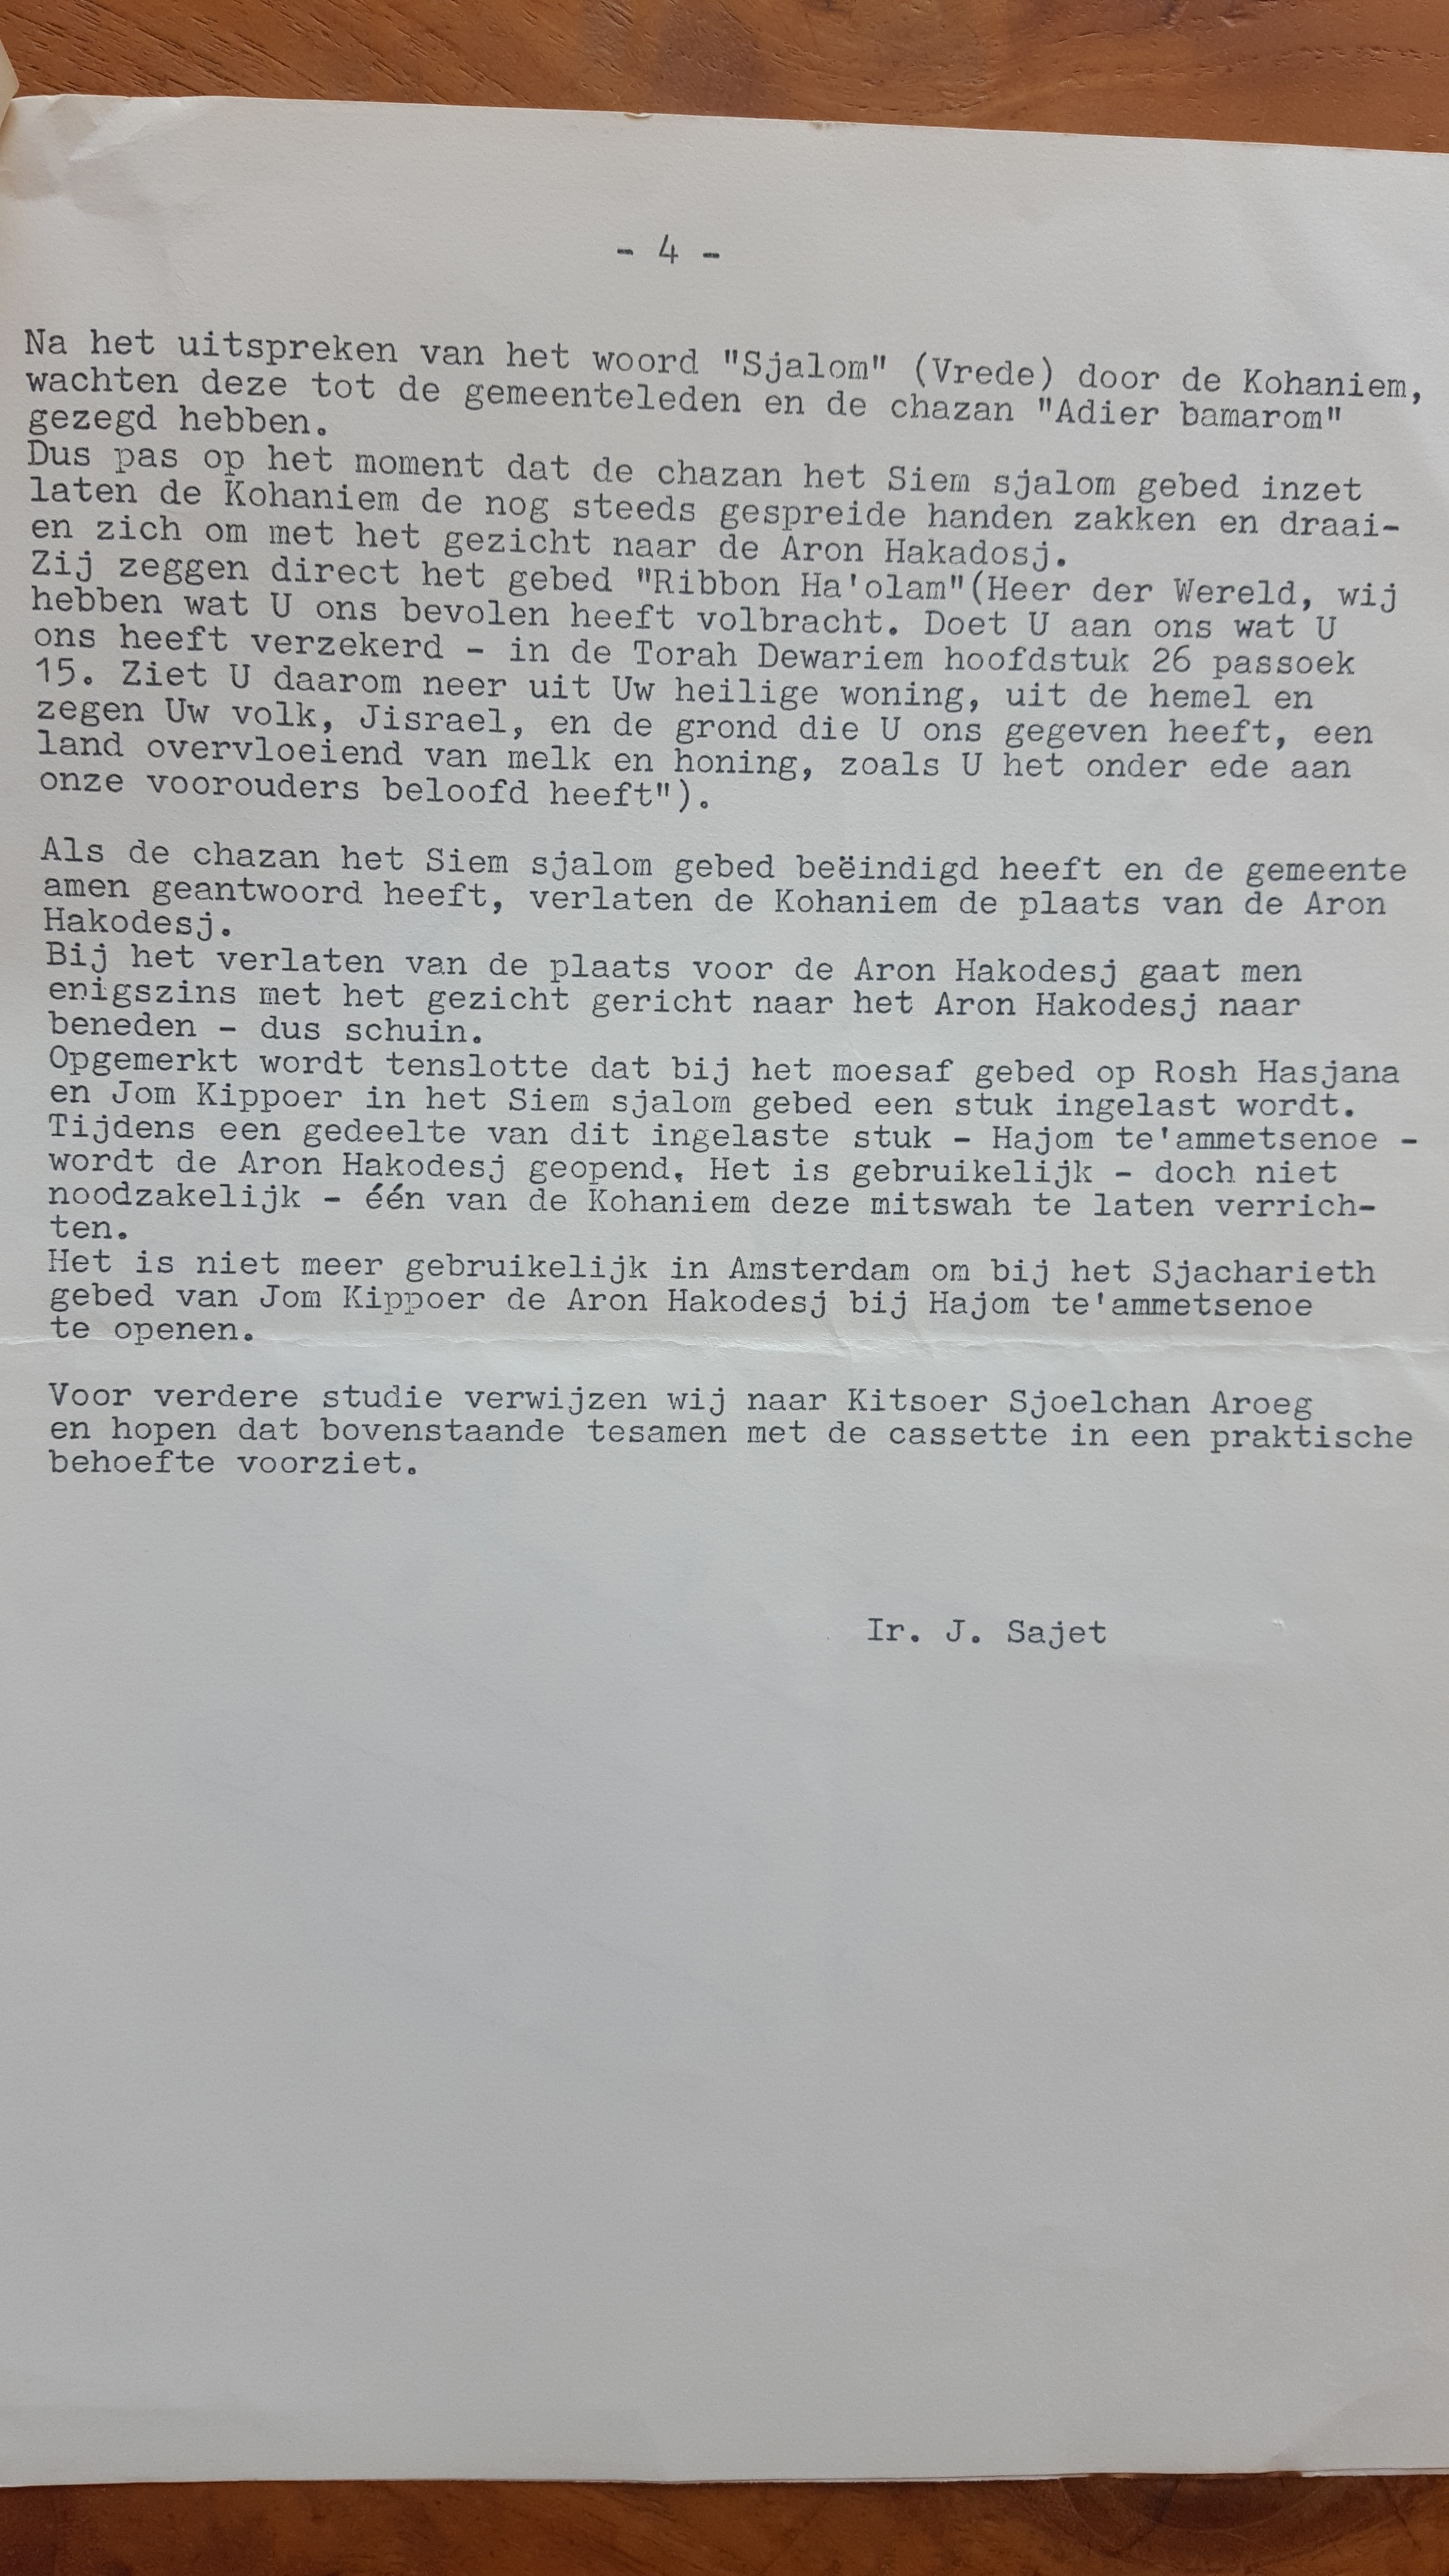 - 4 -
Na het uitspreken van het woord "Sjalom" (Vrede) door de Kohaniem,
wachten deze tot de gemeenteleden en de chazan "Adier bamarom"
gezegd hebben.
Dus pas op het moment dat de chazan het Siem sjalom gebed inzet
laten de Kohaniem de nog steeds gespreide handen zakken en draai-
en zich om met het gezicht naar de Aron Hakadosj.
Zij zeggen direct het gebed "Ribbon Ha'olam"(Heer der Wereld, wij
hebben wat U ons bevolen heeft volbracht. Doet U aan ons wat U
ons heeft verzekerd - in de Torah Dewariem hoofdstuk 26 passoek
15. Ziet U daarom neer uit Uw heilige woning, uit de hemel en
zegen Uw volk, Jisrael, en de grond die U ons gegeven heeft, een
land overvloeiend van melk en honing, zoals U het onder ede aan
onze voorouders beloofd heeft").
Als de chazan het Siem sjalom gebed beëindigd heeft en de gemeente
amen geantwoord heeft, verlaten de Kohaniem de plaats van de Aron
Hakodesj.
Bij het verlaten van de plaats voor de Aron Hakodesj gaat men
enigszins met het gezicht gericht naar het Aron Hakodesj naar
beneden - dus schuin.
Opgemerkt wordt tenslotte dat bij het moesaf gebed op Rosh Hasjana
en Jom Kippoer in het Siem sjalom gebed een stuk ingelast wordt.
Tijdens een gedeelte van dit ingelaste stuk - Hajom te'ammetsenoe -
wordt de Aron Hakodesj geopend. Het is gebruikelijk - doch niet
noodzakelijk - één van de Kohaniem deze mitswah te laten verrich-
ten.
Het is niet meer gebruikelijk in Amsterdam om bij het Sjacharieth
gebed van Jom Kippoer de Aron Hakodesj bij Hajom te'ammetsenoe
te openen.
Voor verdere studie verwijzen wij naar Kitsoer Sjoelchan Aroeg
en hopen dat bovenstaande tesamen met de cassette in een praktische
behoefte voorziet.
Ir. J. Sajet